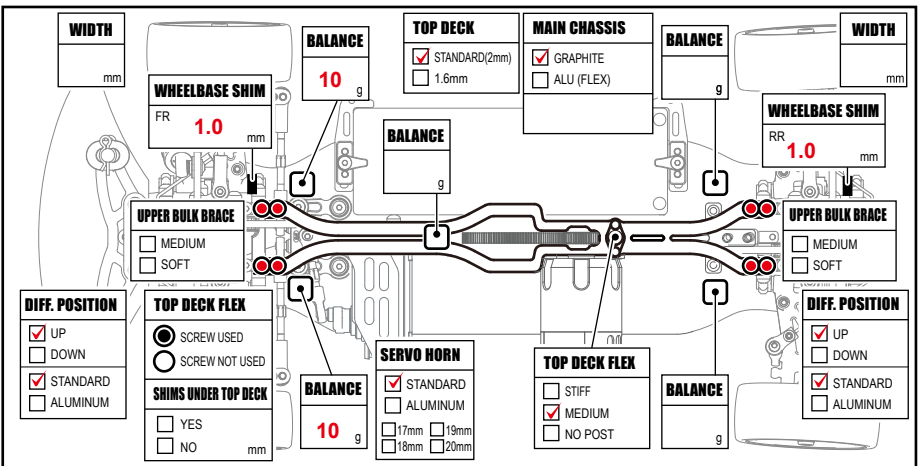 WIDTH
mm
WHEELBASE SHIM
FR
1.0
mm
BALANCE
10
g
TOP DECK
STANDARD(2mm)
1.6mm
MAIN CHASSIS
GRAPHITE
ALU (FLEX)
BALANCE
g
WIDTH
mm
WHEELBASE SHIM
RR
1.0
mm
BALANCE
g
UPPER BULK BRACE
MEDIUM
SOFT
UPPER BULK BRACE
MEDIUM
SOFT
DIFF. POSITION
UP
DOWN
STANDARD
ALUMINUM
TOP DECK FLEX
SCREW USED
SCREW NOT USED
SHIMS UNDER TOP DECK
YES
NO
mm
BALANCE
10
g
SERVO HORN
STANDARD
ALUMINUM
17mm 19mm
18mm 20mm
TOP DECK FLEX
STIFF
MEDIUM
NO POST
BALANCE
g
DIFF. POSITION
UP
DOWN
STANDARD
ALUMINUM